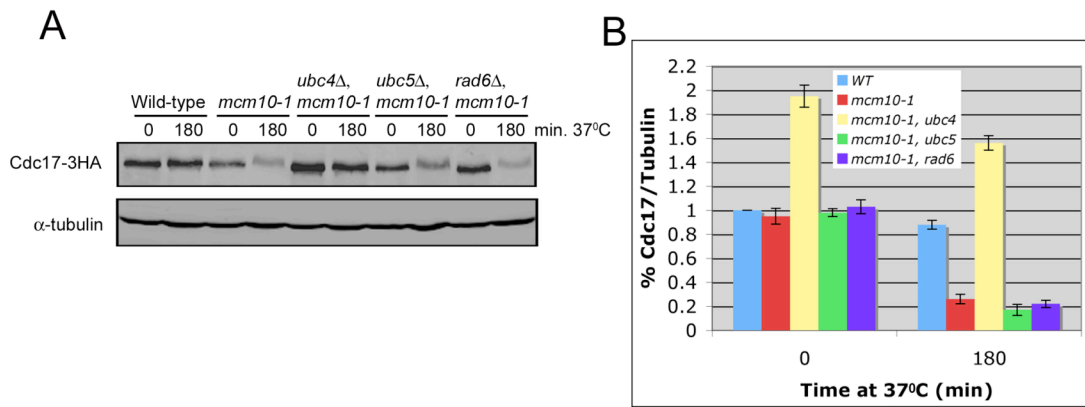 A
ubc4Δ, ubc5Δ, rad6Δ,
Wild-type mcm10-1 mcm10-1 mcm10-1 mcm10-1
0 180 0 180 0 180 0 180 0 180 min. 37⁰C
Cdc17-3HA
α-tubulin
B
2.2
2
1.8
1.6
1.4
1.2
1
0.8
0.6
0.4
0.2
0
% Cdc17/Tubulin
WT
mcm10-1
mcm10-1, ubc4
mcm10-1, ubc5
mcm10-1, rad6
0 180
Time at 37⁰C (min)